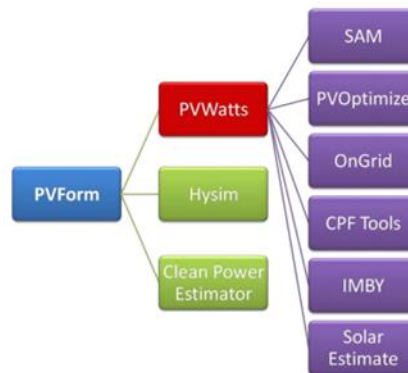 PVForm
PVWatts
Hysim
Clean Power
Estimator
SAM
PVOptimize
OnGrid
CPF Tools
IMBY
Solar
Estimate